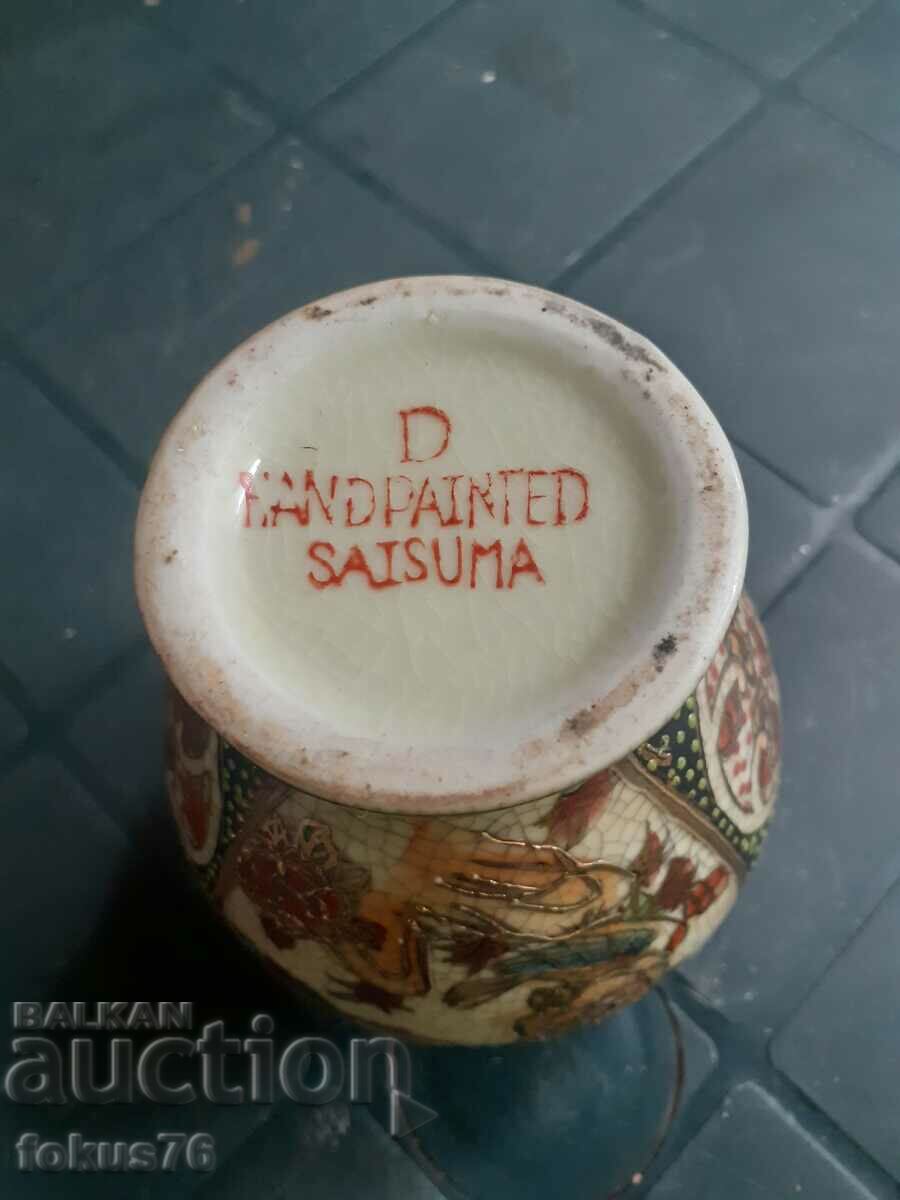 D
HANDPAINTED
SAISUMA
BALKAN
auction
fokus76